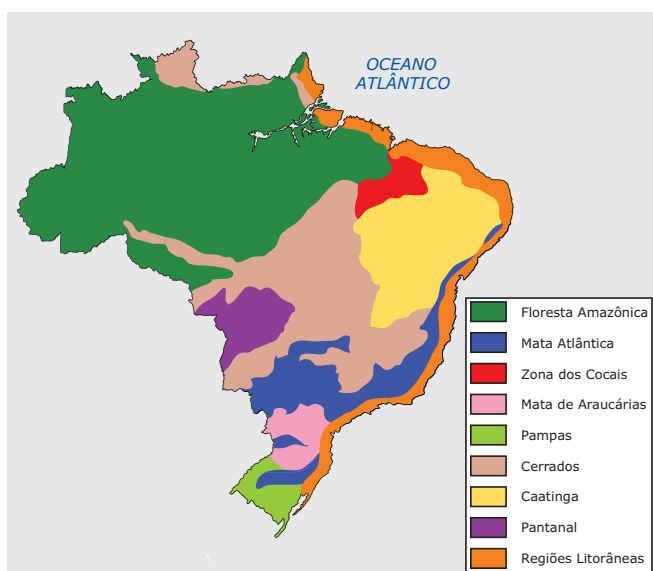 OCEANO
ATLÂNTICO
Floresta Amazônica
Mata Atlântica
Zona dos Cocais
Mata de Araucárias
Pampas
Cerrados
Caatinga
Pantanal
Regiões Litorâneas